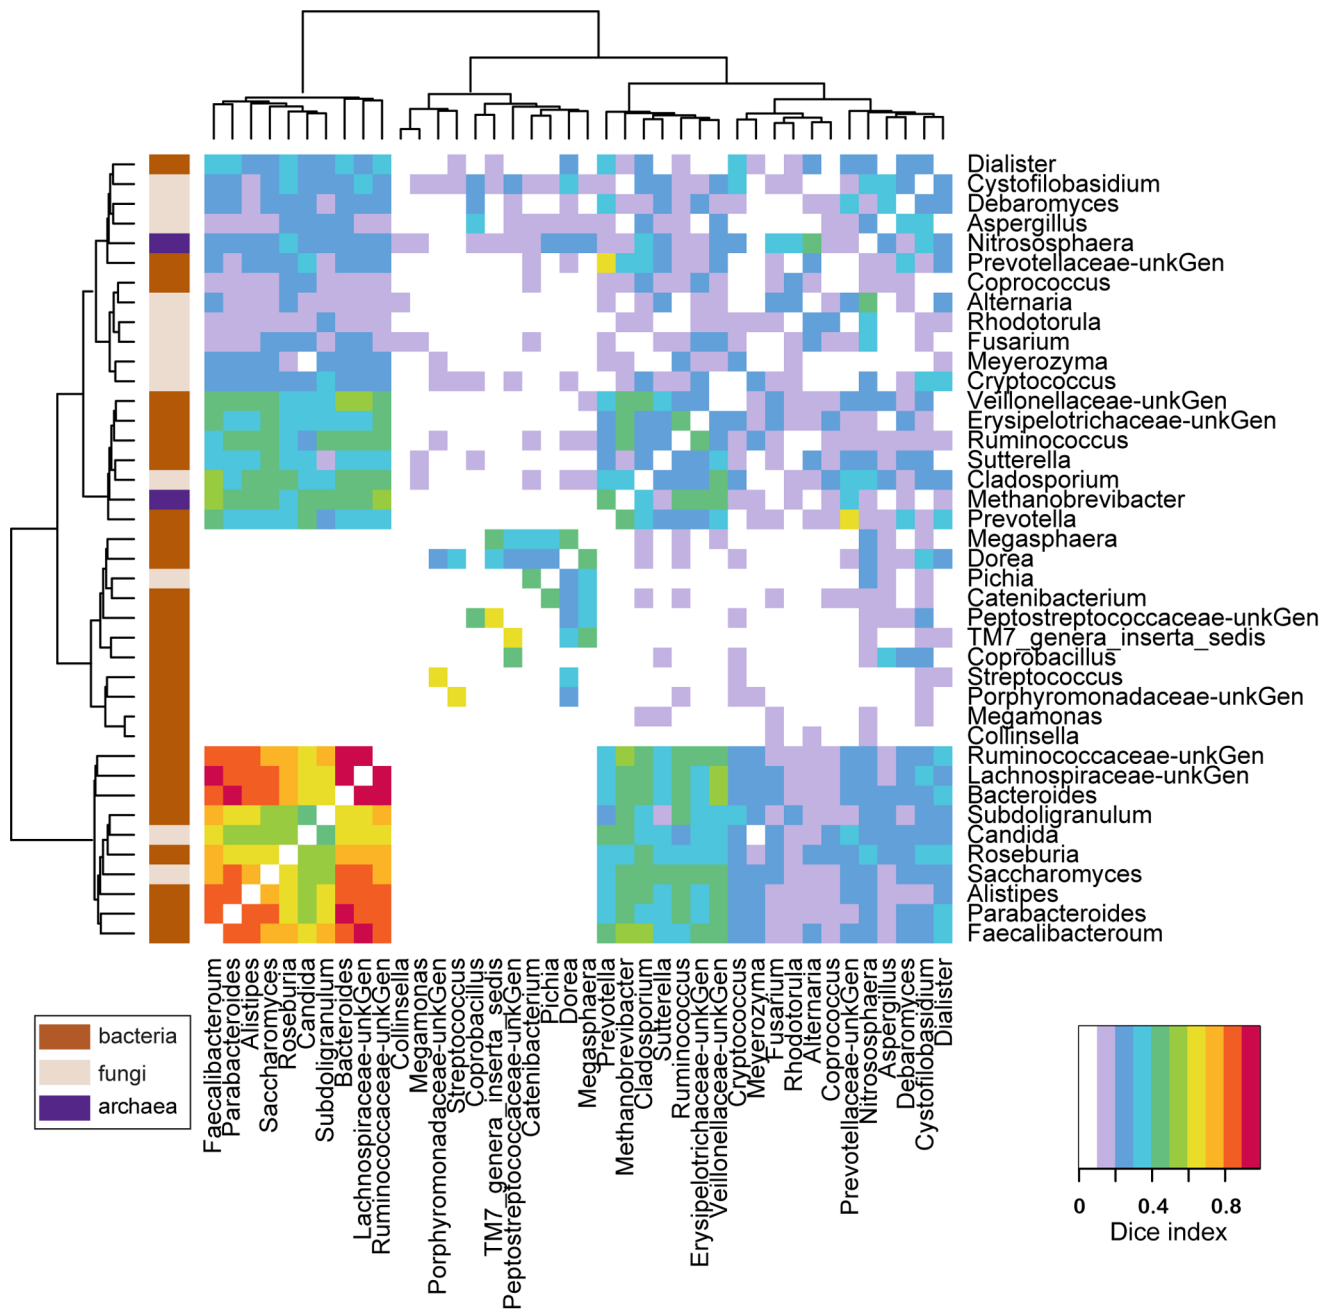 Dialister
Cystofilobasidium
Debaromyces
Aspergillus
Nitrososphaera
Prevotellaceae-unkGen
Coprococcus
Alternaria
Rhodotorula
Fusarium
Meyerozyma
Cryptococcus
Veillonellaceae-unkGen
Erysipelotrichaceae-unkGen
Ruminococcus
Sutterella
Cladosporium
Methanobrevibacter
Prevotella
Megasphaera
Dorea
Pichia
Catenibacterium
Peptostreptococcaceae-unkGen
TM7_genera_inserta_sedis
Coprobacillus
Streptococcus
Porphyromonadaceae-unkGen
Megamonas
Collinsella
Ruminococcaceae-unkGen
Lachnospiraceae-unkGen
Bacteroides
Subdoligranulum
Candida
Roseburia
Saccharomyces
Alistipes
Parabacteroides
Faecalibacteroum
Faecalibacteroum
Parabacteroides
Alistipes
Saccharomyces
Roseburia
Candida
Subdoligranulum
Bacteroides
Lachnospiraceae-unkGen
Ruminococcaceae-unkGen
Collinsella
Megamonas
Porphyromonadaceae-unkGen
Streptococcus
Coprobacillus
TM7_genera_inserta_sedis
Peptostreptococcaceae-unkGen
Catenibacterium
Pichia
Dorea
Megasphaera
Prevotella
Methanobrevibacter
Cladosporium
Sutterella
Ruminococcus
Erysipelotrichaceae-unkGen
Veillonellaceae-unkGen
Cryptococcus
Meyerozyma
Fusarium
Rhodotorula
Alternaria
Coprococcus
Prevotellaceae-unkGen
Nitrososphaera
Aspergillus
Debaromyces
Cystofilobasidium
Dialister
bacteria
fungi
archaea
0 0.4 0.8
Dice index